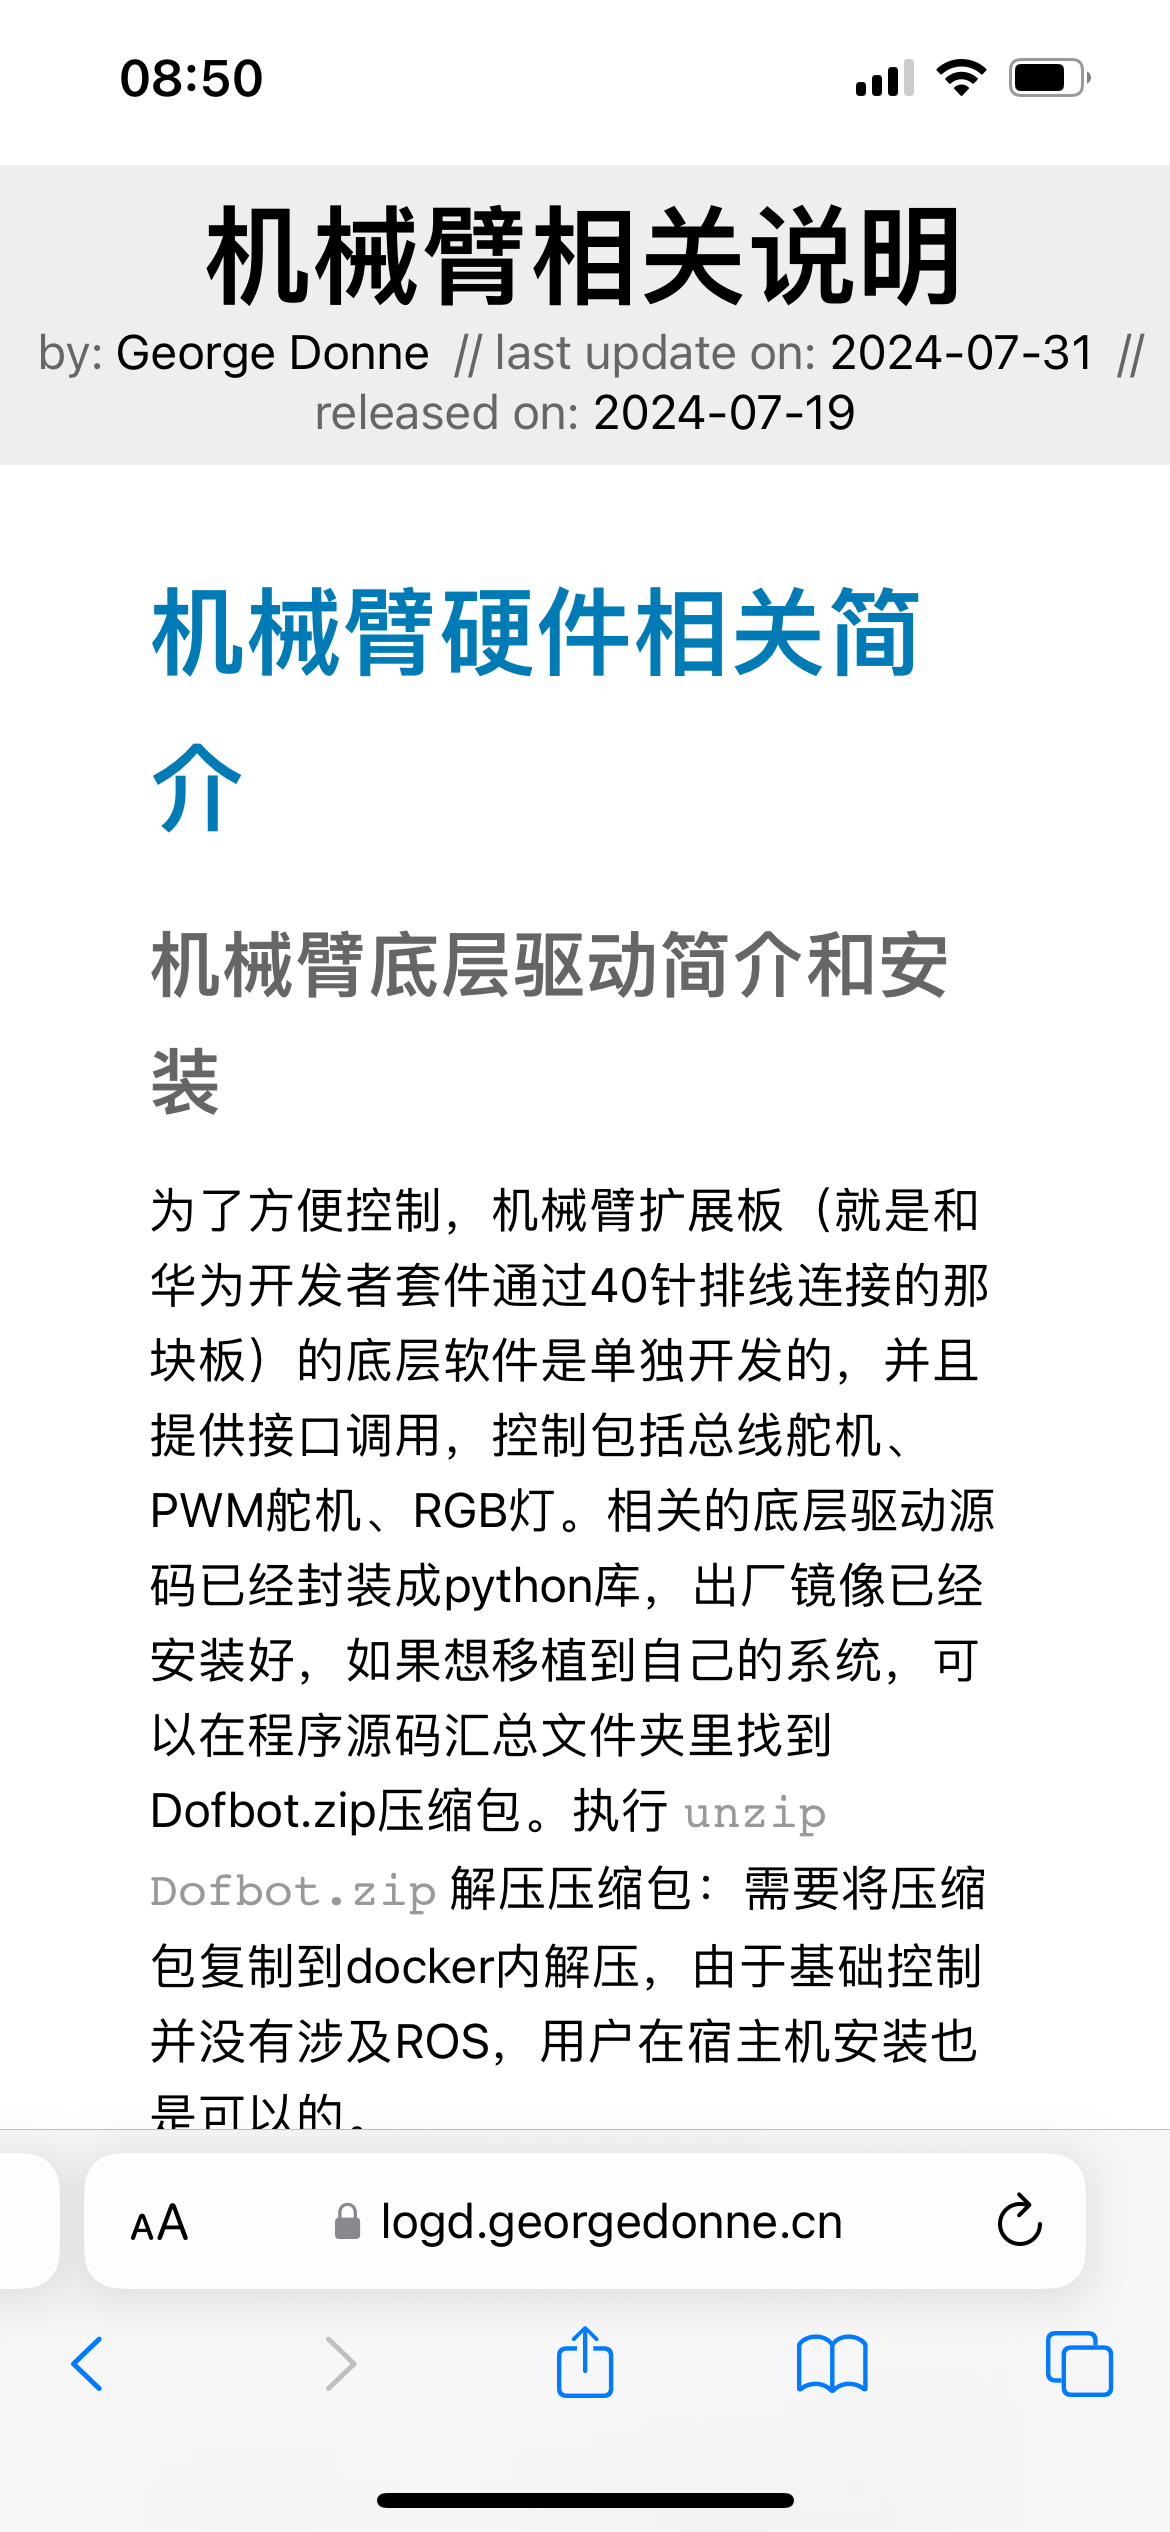 08:50
机械臂相关说明
by: George Donne // last update on: 2024-07-31 //
released on: 2024-07-19
机械臂硬件相关简
介
机械臂底层驱动简介和安
装
为了方便控制，机械臂扩展板（就是和
华为开发者套件通过40针排线连接的那
块板）的底层软件是单独开发的，并且
提供接口调用，控制包括总线舵机、
PWM舵机、RGB灯。相关的底层驱动源
码已经封装成python库，出厂镜像已经
安装好，如果想移植到自己的系统，可
以在程序源码汇总文件夹里找到
Dofbot.zip压缩包。执行 unzip
Dofbot.zip 解压压缩包：需要将压缩
包复制到docker内解压，由于基础控制
并没有涉及ROS，用户在宿主机安装也
是可以的。
AA logd.georgedonne.cn